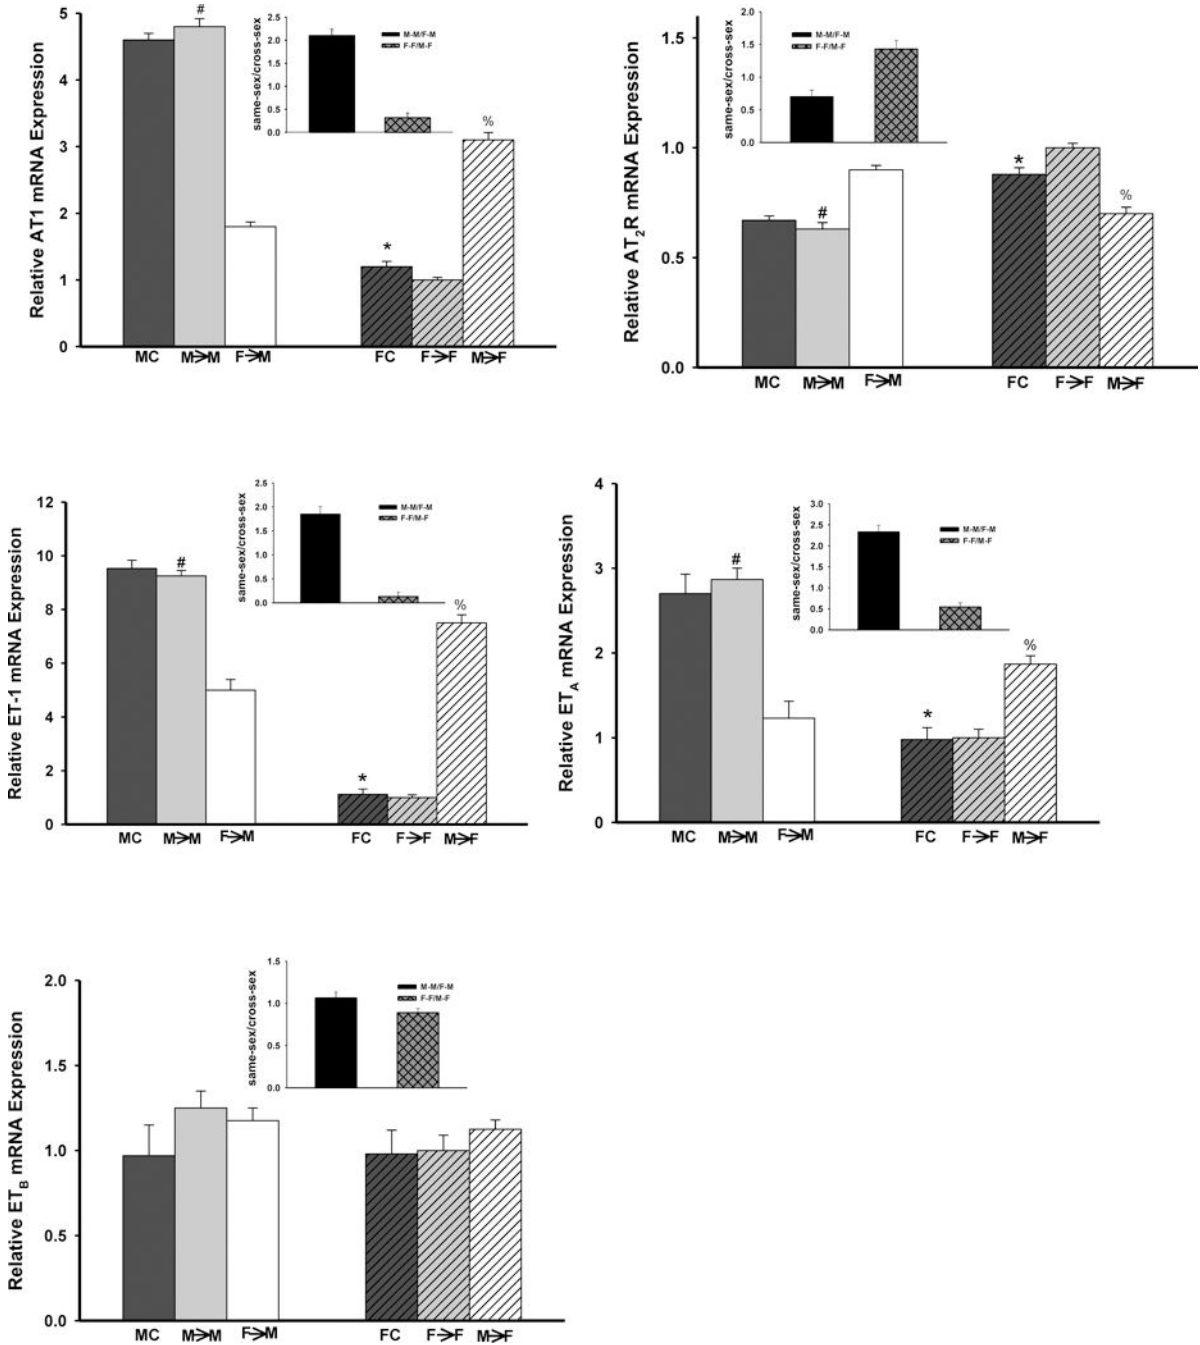 Relative AT1 mRNA Expression
5
4
3
2
1
0
#
*
%
MC M→M F→M FC F→F M→F
same-sex/cross-sex
2.5
2.0
1.5
1.0
0.5
0.0
M-M/F-M
F-F/M-F
Relative AT₂R mRNA Expression
1.5
1.0
0.5
0.0
#
*
%
MC M→M F→M FC F→F M→F
same-sex/cross-sex
2.0
1.5
1.0
0.5
0.0
M-M/F-M
F-F/M-F
Relative ET-1 mRNA Expression
12
10
8
6
4
2
0
#
*
%
MC M→M F→M FC F→F M→F
same-sex/cross-sex
2.5
2.0
1.5
1.0
0.5
0.0
M-M/F-M
F-F/M-F
Relative ET_A mRNA Expression
4
3
2
1
0
#
*
%
MC M→M F→M FC F→F M→F
same-sex/cross-sex
3.0
2.5
2.0
1.5
1.0
0.5
0.0
M-M/F-M
F-F/M-F
Relative ET_B mRNA Expression
2.0
1.5
1.0
0.5
0.0
MC M→M F→M FC F→F M→F
same-sex/cross-sex
1.5
1.0
0.5
0.0
M-M/F-M
F-F/M-F